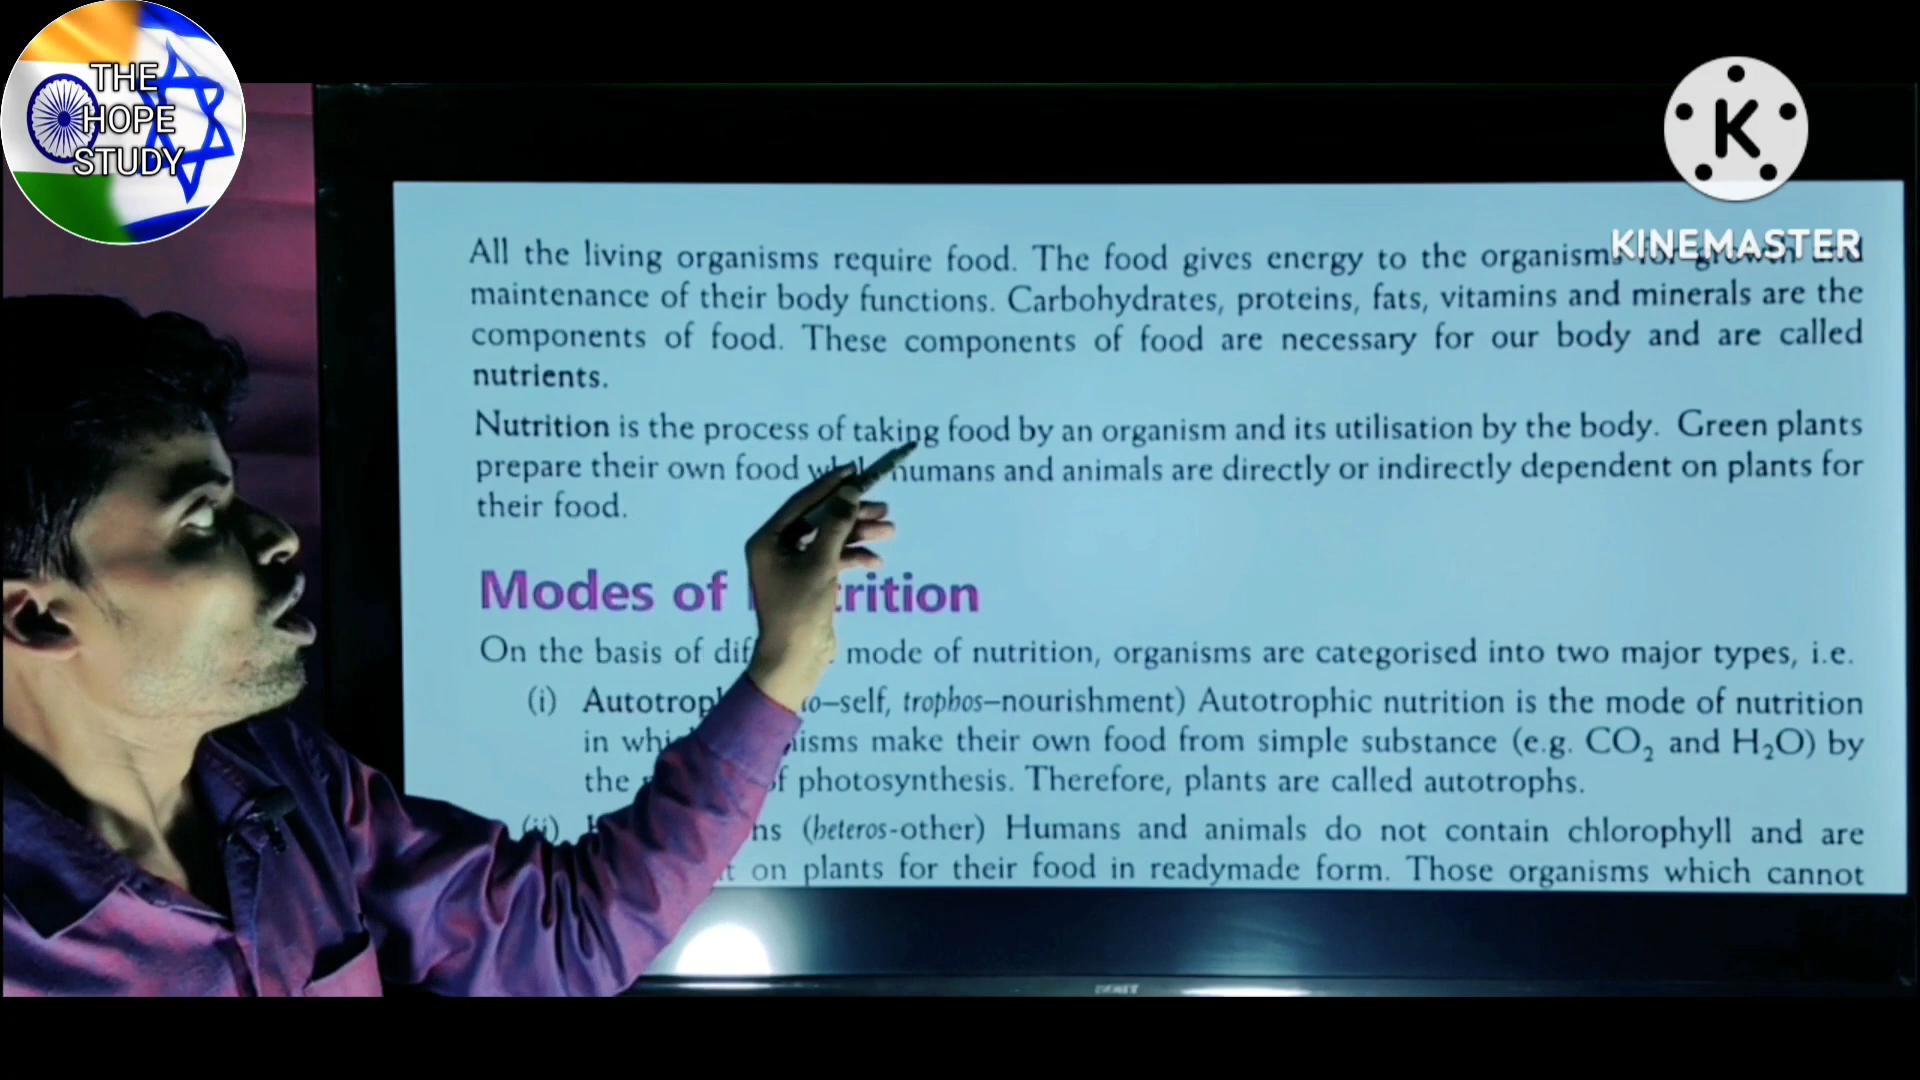 THE
HOPE
STUDY
KINEMASTER
All the living organisms require food. The food gives energy to the organisms for growth and
maintenance of their body functions. Carbohydrates, proteins, fats, vitamins and minerals are the
components of food. These components of food are necessary for our body and are called
nutrients.
Nutrition is the process of taking food by an organism and its utilisation by the body. Green plants
prepare their own food while humans and animals are directly or indirectly dependent on plants for
their food.
Modes of Nutrition
On the basis of mode of nutrition, organisms are categorised into two major types, i.e.
(i) –self, trophos–nourishment) Autotrophic nutrition is the mode of nutrition
in make their own food from simple substance (e.g. CO₂ and H₂O) by
the photosynthesis. Therefore, plants are called autotrophs.
(ii) (heteros-other) Humans and animals do not contain chlorophyll and are
on plants for their food in readymade form. Those organisms which cannot